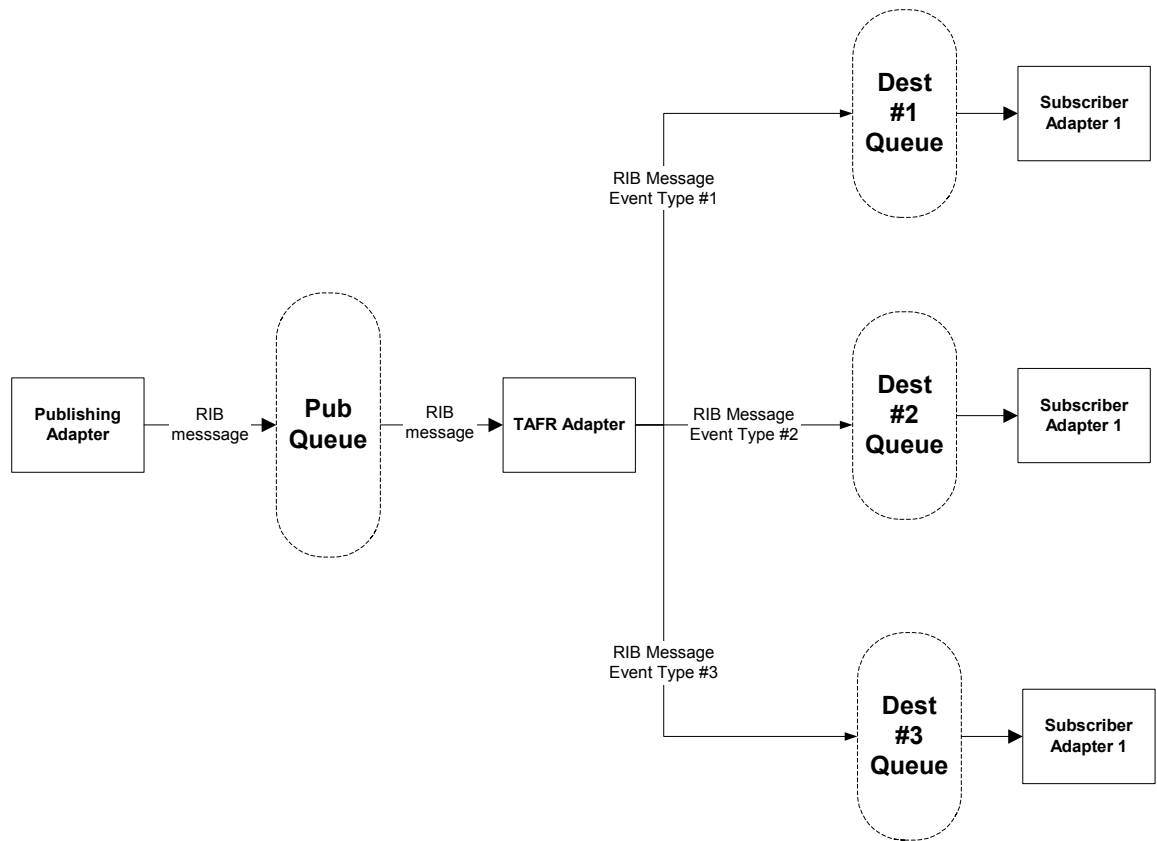 Dest
#1
Queue
Subscriber
Adapter 1
RIB Message
Event Type #1
Publishing
Adapter
RIB
messsage
Pub
Queue
RIB
message
TAFR Adapter
RIB Message
Event Type #2
Dest
#2
Queue
Subscriber
Adapter 1
RIB Message
Event Type #3
Dest
#3
Queue
Subscriber
Adapter 1